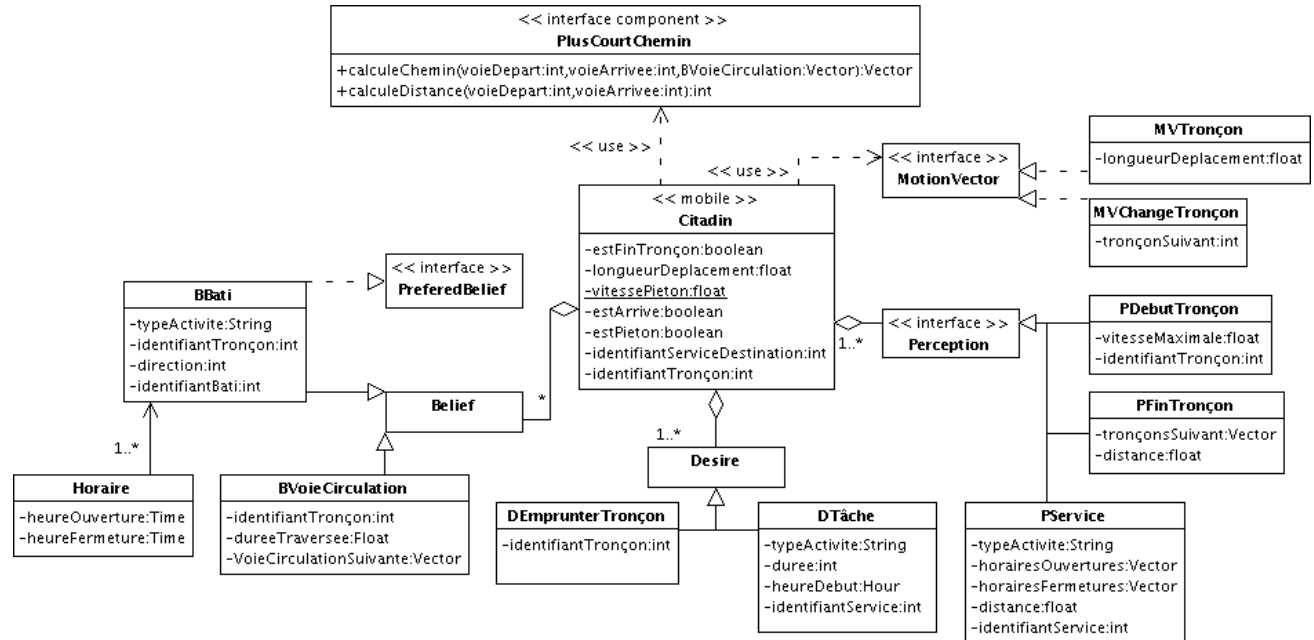 << interface component >>
PlusCourtChemin
+calculeChemin(voieDepart:int,voieArrivee:int,BVoieCirculation:Vector):Vector
+calculeDistance(voieDepart:int,voieArrivee:int):int
<< use >>
<< use >>
<< interface >>
MotionVector
MVTronçon
-longueurDeplacement:float
MVChangeTronçon
-tronçonSuivant:int
<< mobile >>
Citadin
-estFinTronçon:boolean
-longueurDeplacement:float
-vitessePieton:float
-estArrive:boolean
-estPieton:boolean
-identifiantServiceDestination:int
-identifiantTronçon:int
<< interface >>
PreferedBelief
BBati
-typeActivite:String
-identifiantTronçon:int
-direction:int
-identifiantBati:int
<< interface >>
Perception
1..*
PDebutTronçon
-vitesseMaximale:float
-identifiantTronçon:int
Belief
*
PFinTronçon
-tronçonsSuivant:Vector
-distance:float
1..*
1..*
Desire
Horaire
-heureOuverture:Time
-heureFermeture:Time
BVoieCirculation
-identifiantTronçon:int
-dureeTraversee:Float
-VoieCirculationSuivante:Vector
DEmprunterTronçon
-identifiantTronçon:int
DTâche
-typeActivite:String
-duree:int
-heureDebut:Hour
-identifiantService:int
PService
-typeActivite:String
-horairesOuvertures:Vector
-horairesFermetures:Vector
-distance:float
-identifiantService:int